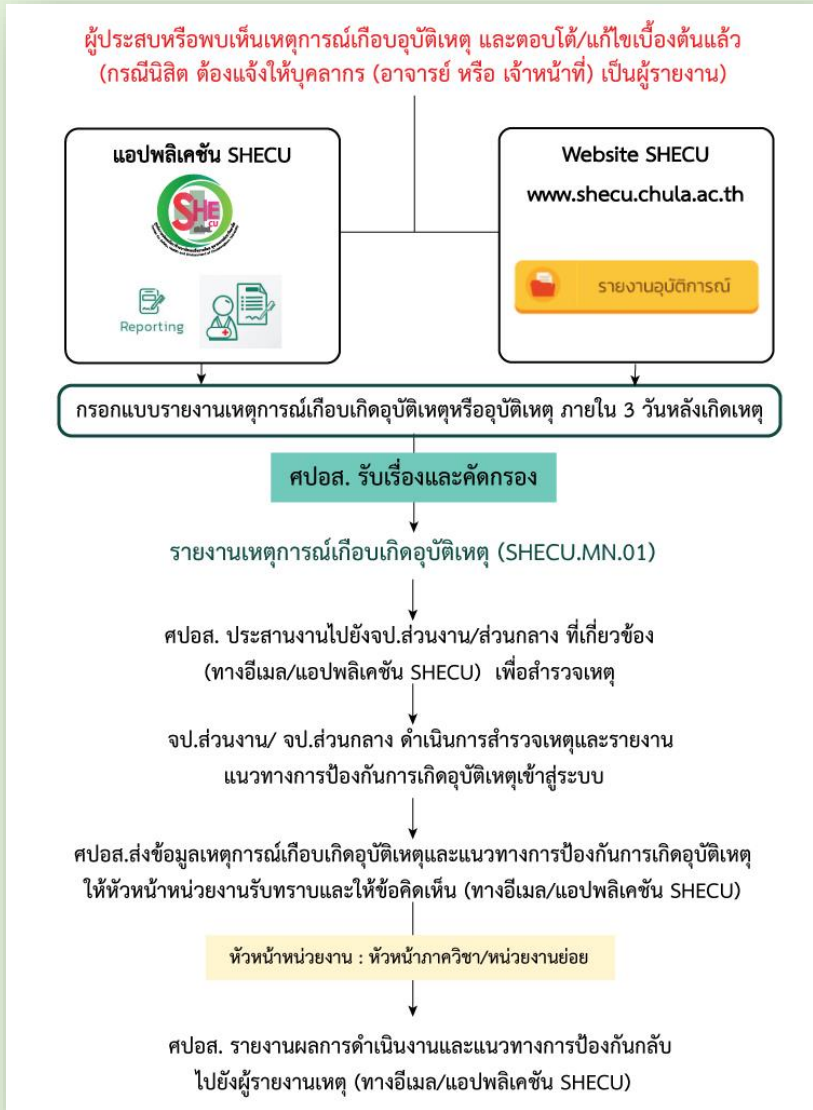 ผู้ประสบหรือพบเห็นเหตุการณ์เกือบอุบัติเหตุ และตอบโต้/แก้ไขเบื้องต้นแล้ว
(กรณีนิสิต ต้องแจ้งให้บุคลากร (อาจารย์ หรือ เจ้าหน้าที่) เป็นผู้รายงาน)
แอปพลิเคชัน SHECU
SHE
CU
Reporting
Website SHECU
www.shecu.chula.ac.th
รายงานอุบัติการณ์
กรอกแบบรายงานเหตุการณ์เกือบเกิดอุบัติเหตุหรืออุบัติเหตุ ภายใน 3 วันหลังเกิดเหตุ
ศปอส. รับเรื่องและคัดกรอง
รายงานเหตุการณ์เกือบเกิดอุบัติเหตุ (SHECU.MN.01)
ศปอส. ประสานงานไปยังจป.ส่วนงาน/ส่วนกลาง ที่เกี่ยวข้อง
(ทางอีเมล/แอปพลิเคชัน SHECU) เพื่อสำรวจเหตุ
จป.ส่วนงาน/ จป.ส่วนกลาง ดำเนินการสำรวจเหตุและรายงาน
แนวทางการป้องกันการเกิดอุบัติเหตุเข้าสู่ระบบ
ศปอส.ส่งข้อมูลเหตุการณ์เกือบเกิดอุบัติเหตุและแนวทางการป้องกันการเกิดอุบัติเหตุ
ให้หัวหน้าหน่วยงานรับทราบและให้ข้อคิดเห็น (ทางอีเมล/แอปพลิเคชัน SHECU)
หัวหน้าหน่วยงาน : หัวหน้าภาควิชา/หน่วยงานย่อย
ศปอส. รายงานผลการดำเนินงานและแนวทางการป้องกันกลับ
ไปยังผู้รายงานเหตุ (ทางอีเมล/แอปพลิเคชัน SHECU)